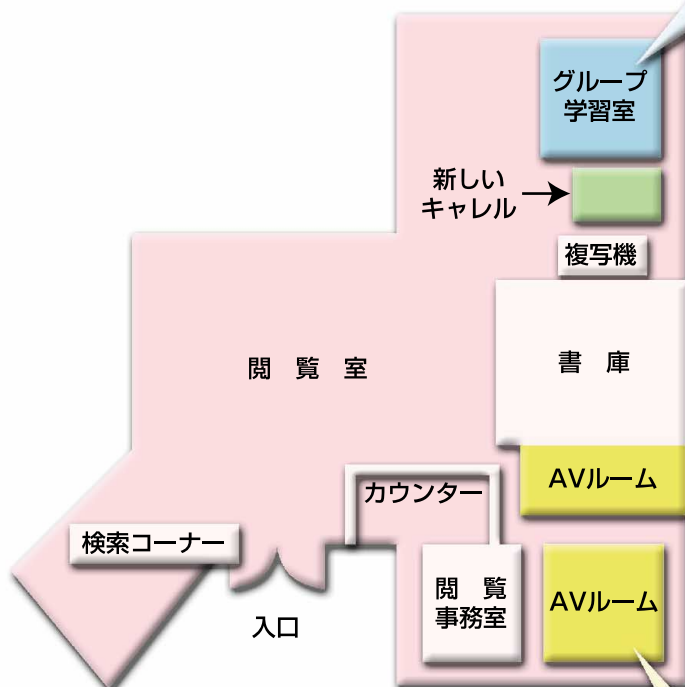 グループ
学習室
新しい
キャレル
複写機
書 庫
閲 覧 室
AVルーム
カウンター
検索コーナー
閲 覧
事務室
AVルーム
入口